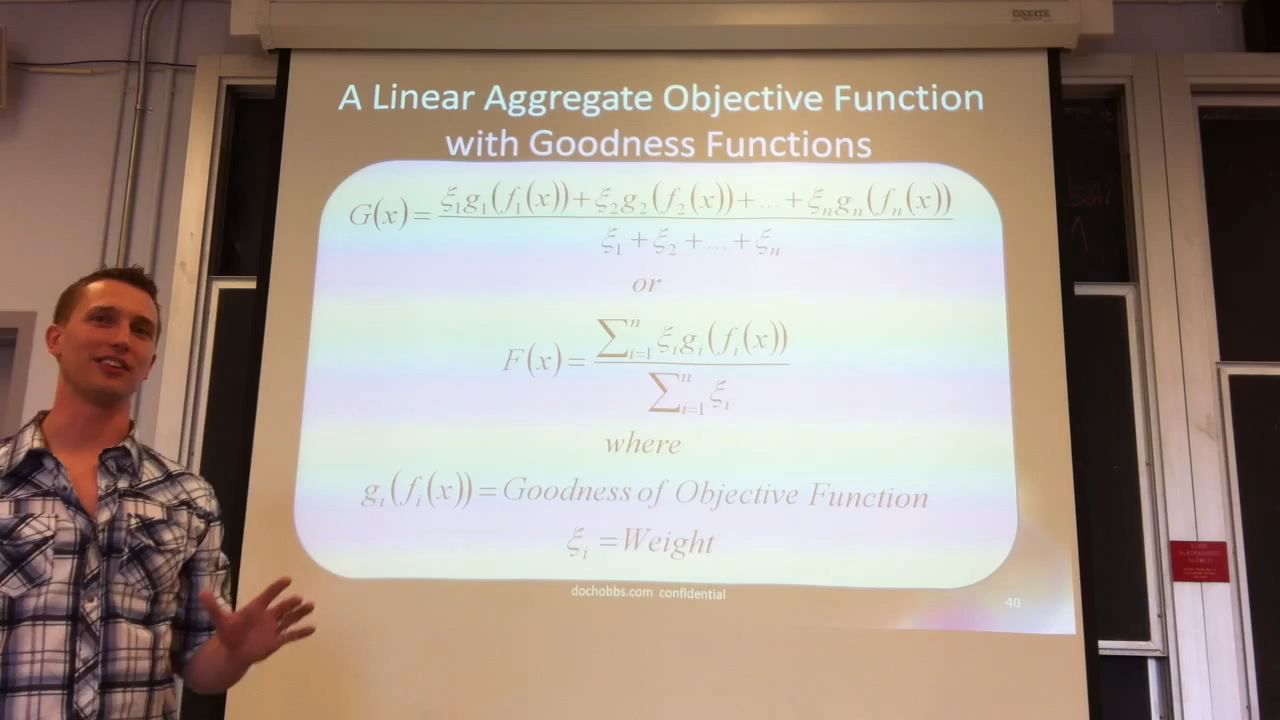 A Linear Aggregate Objective Function
with Goodness Functions
G(x) = ξ₁g₁(f₁(x)) + ξ₂g₂(f₂(x)) + ... + ξₙgₙ(fₙ(x))
ξ₁ + ξ₂ + ... + ξₙ
or
F(x) = ∑ⁿᵢ₌₁ ξᵢgᵢ(fᵢ(x))
∑ⁿᵢ₌₁ ξᵢ
where
gᵢ(fᵢ(x)) = Goodness of Objective Function
ξᵢ = Weight
dochobbs.com confidential
40